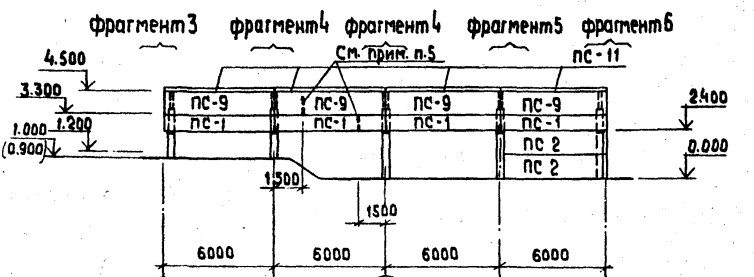 фрагмент3 фрагмент4 фрагмент4 фрагмент5 фрагмент6
4.500 См. прим. п.5 ПС-11
3.300 ПС-9 ПС-9 ПС-9 ПС-9 2.400
1.000 1.200 ПС-1 ПС-1 ПС-1 ПС-1
(0.900) ПС 2 0.000
ПС 2
1500
1500
6000 6000 6000 6000